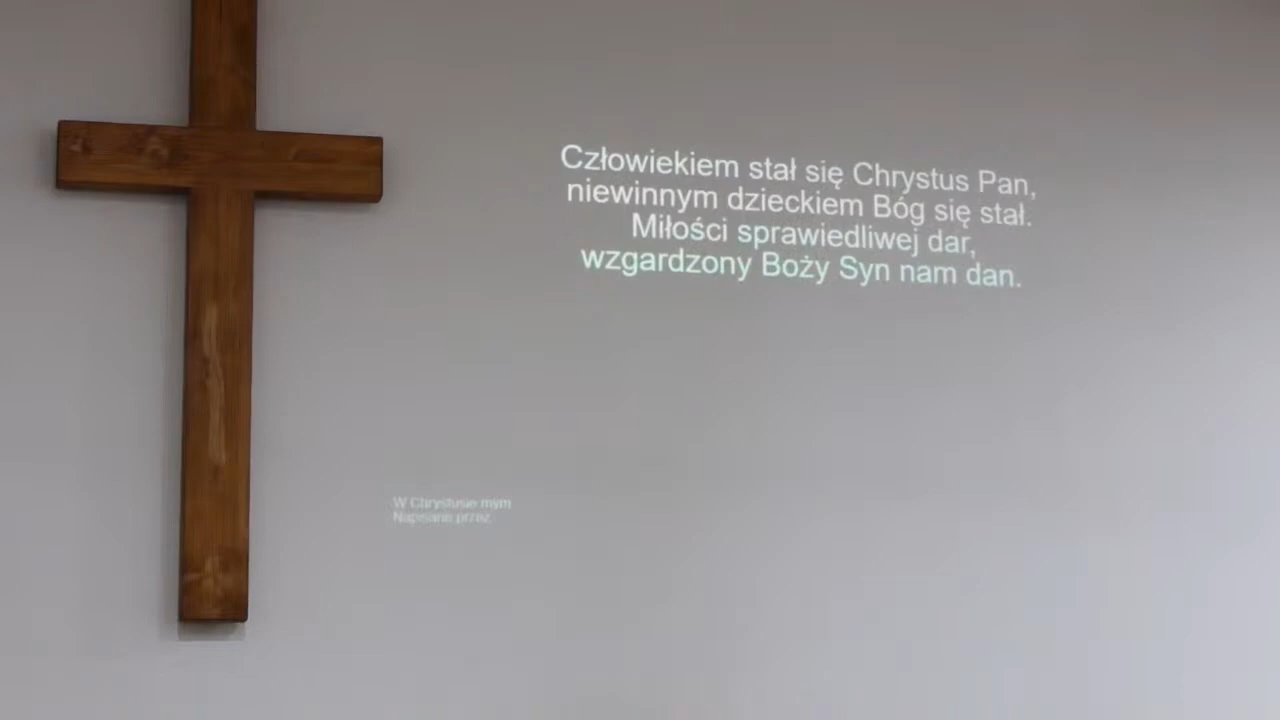 Człowiekiem stał się Chrystus Pan,
niewinnym dzieckiem Bóg się stał.
Miłości sprawiedliwej dar,
wzgardzony Boży Syn nam dan.
W Chrystusie mym
Napisane przez